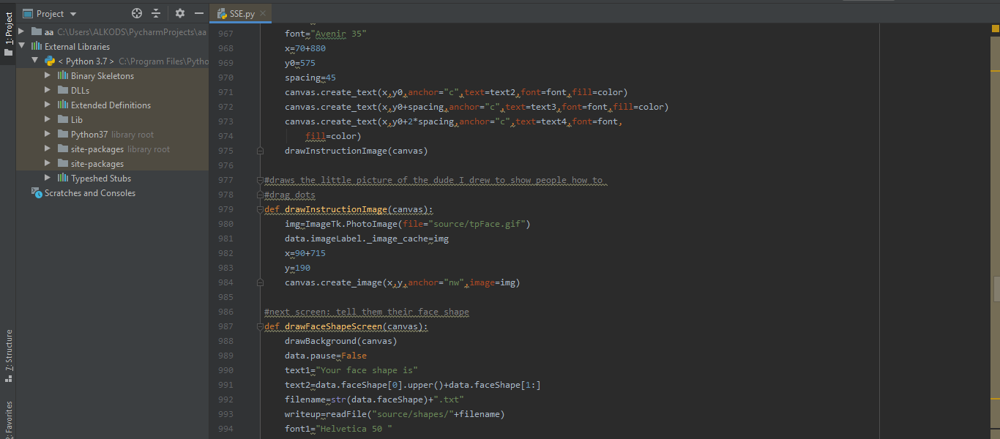 Project
SSE.py
1: Project
aa C:\Users\ALKODS\PycharmProjects\aa
External Libraries
< Python 3.7 > C:\Program Files\Pytho
Binary Skeletons
DLLs
Extended Definitions
Lib
Python37 library root
site-packages library root
site-packages
Typeshed Stubs
Scratches and Consoles
7: Structure
2: Favorites
967 font="Avenir 35"
968 x=70+880
969 y0=575
970 spacing=45
971 canvas.create_text(x,y0,anchor="c",text=text2,font=font,fill=color)
972 canvas.create_text(x,y0+spacing,anchor="c",text=text3,font=font,fill=color)
973 canvas.create_text(x,y0+2*spacing,anchor="c",text=text4,font=font,
974 fill=color)
975 drawInstructionImage(canvas)
976
977 #draws the little picture of the dude I drew to show people how to
978 #drag dots
979 def drawInstructionImage(canvas):
980 img=ImageTk.PhotoImage(file="source/tpFace.gif")
981 data.imageLabel._image_cache=img
982 x=90+715
983 y=190
984 canvas.create_image(x,y,anchor="nw",image=img)
985
986 #next screen: tell them their face shape
987 def drawFaceShapeScreen(canvas):
988 drawBackground(canvas)
989 data.pause=False
990 text1="Your face shape is"
991 text2=data.faceShape[0].upper()+data.faceShape[1:]
992 filename=str(data.faceShape)+".txt"
993 writeup=readFile("source/shapes/"+filename)
994 font1="Helvetica 50 "